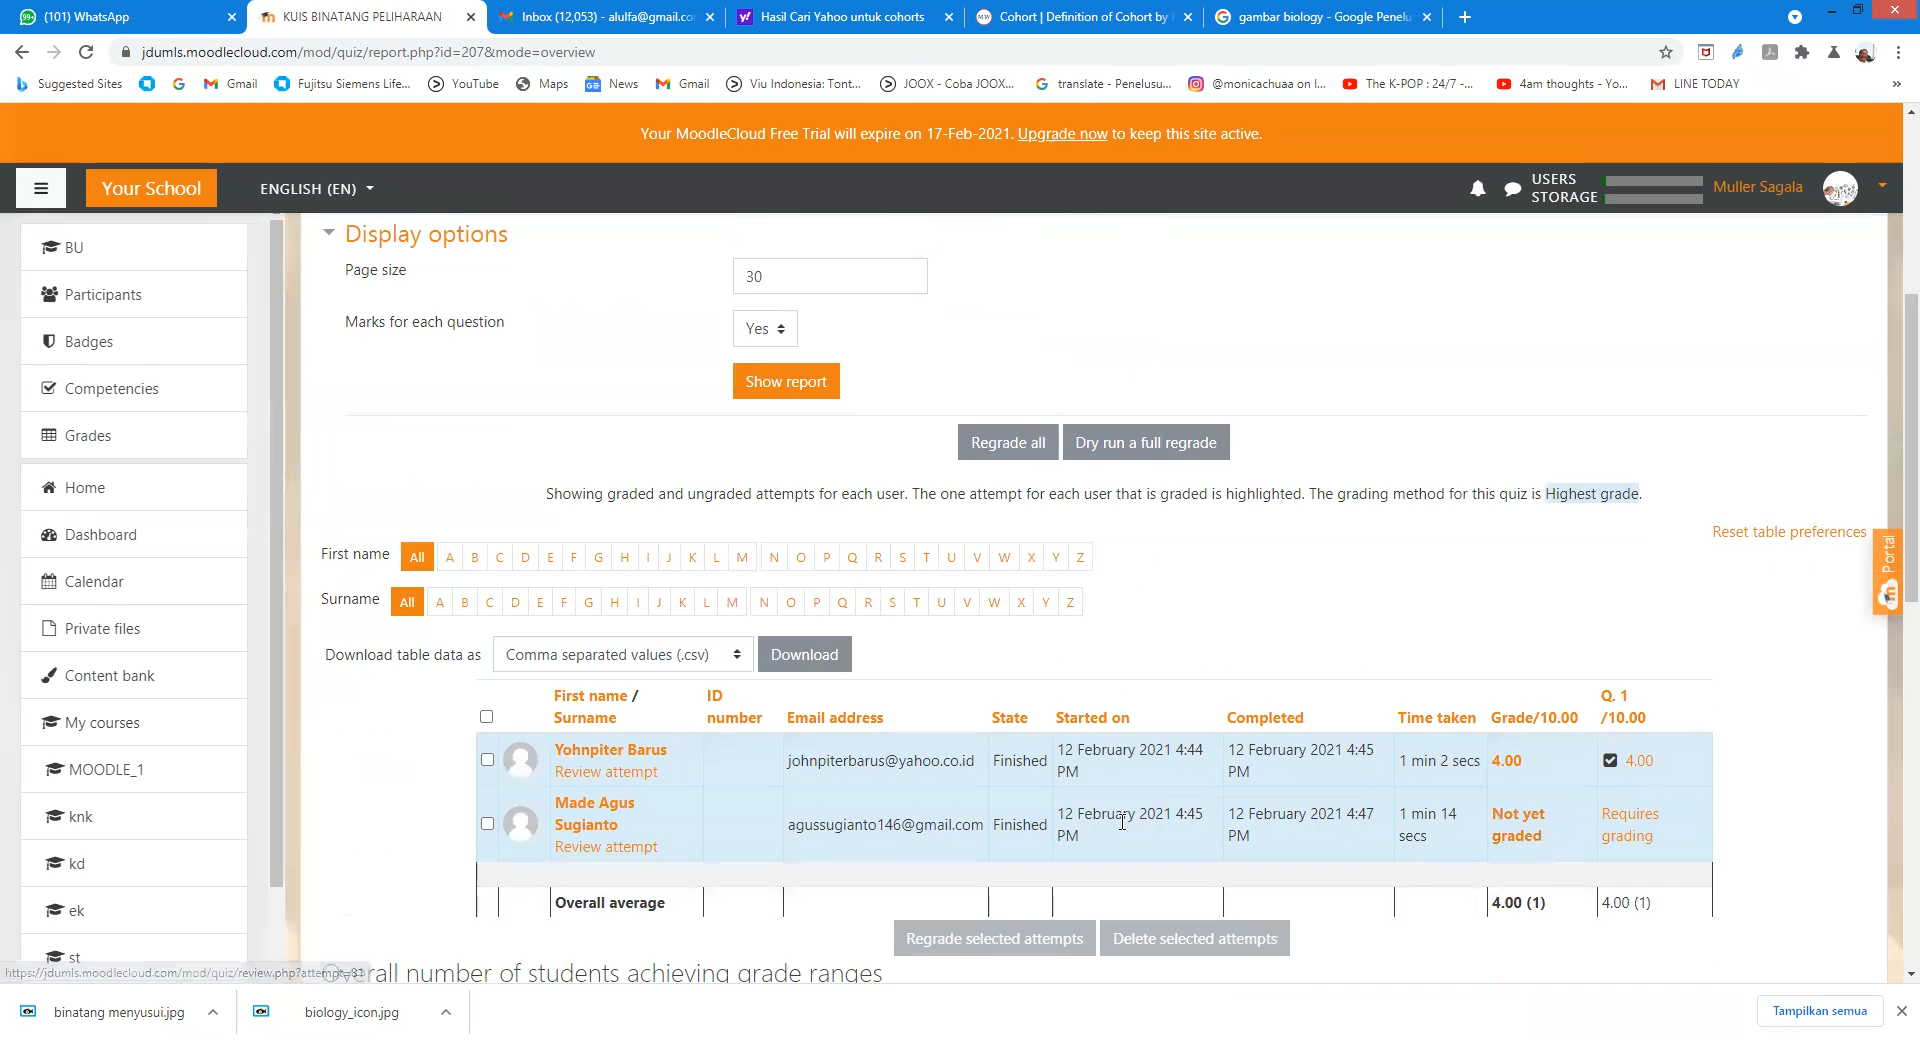 (101) WhatsApp
KUIS BINATANG PELIHARAAN
Inbox (12,053) - alulfa@gmail.co
Hasil Cari Yahoo untuk cohorts
Cohort | Definition of Cohort by
gambar biology - Google Penelu
jdumls.moodlecloud.com/mod/quiz/report.php?id=207&mode=overview
Suggested Sites
Gmail
Fujitsu Siemens Life...
YouTube
Maps
News
Gmail
Viu Indonesia: Tont...
JOOX - Coba JOOX...
translate - Penelusu...
@monicachuaa on I...
The K-POP : 24/7 -...
4am thoughts - Yo...
LINE TODAY
Your MoodleCloud Free Trial will expire on 17-Feb-2021. Upgrade now to keep this site active.
Your School
ENGLISH (EN)
USERS
STORAGE
Muller Sagala
BU
Participants
Badges
Competencies
Grades
Home
Dashboard
Calendar
Private files
Content bank
My courses
MOODLE_1
knk
kd
ek
st
Display options
Page size
30
Marks for each question
Yes
Show report
Regrade all
Dry run a full regrade
Showing graded and ungraded attempts for each user. The one attempt for each user that is graded is highlighted. The grading method for this quiz is Highest grade.
Reset table preferences
Portal
First name All A B C D E F G H I J K L M N O P Q R S T U V W X Y Z
Surname All A B C D E F G H I J K L M N O P Q R S T U V W X Y Z
Download table data as Comma separated values (.csv) Download
First name / Surname
ID number
Email address
State
Started on
Completed
Time taken
Grade/10.00
Q. 1 /10.00
Yohnpiter Barus
Review attempt
johnpiterbarus@yahoo.co.id
Finished
12 February 2021 4:44 PM
12 February 2021 4:45 PM
1 min 2 secs
4.00
4.00
Made Agus Sugianto
Review attempt
agussugianto146@gmail.com
Finished
12 February 2021 4:45 PM
12 February 2021 4:47 PM
1 min 14 secs
Not yet graded
Requires grading
Overall average
4.00 (1)
4.00 (1)
Regrade selected attempts
Delete selected attempts
rall number of students achieving grade ranges
https://jdumls.moodlecloud.com/mod/quiz/review.php?attempt=81
binatang menyusui.jpg
biology_icon.jpg
Tampilkan semua